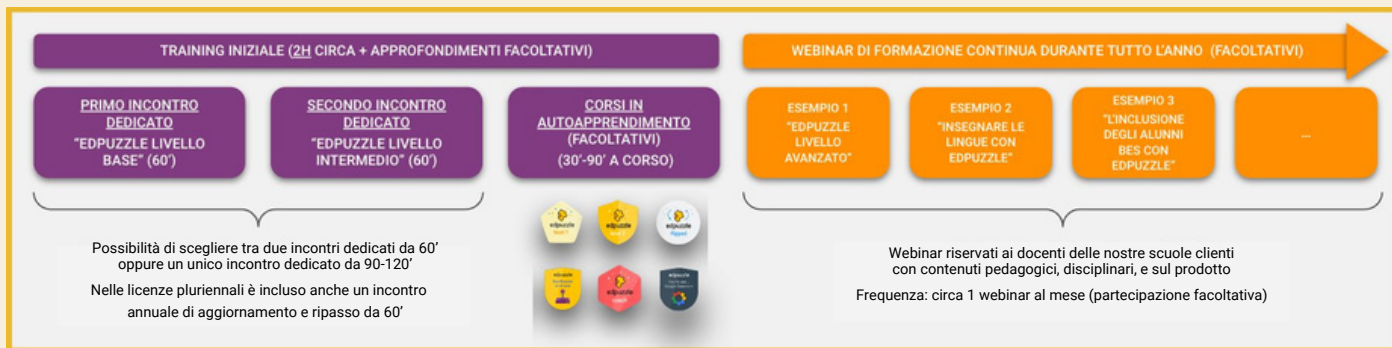 TRAINING INIZIALE (2H CIRCA + APPROFONDIMENTI FACOLTATIVI)
PRIMO INCONTRO
DEDICATO
"EDPUZZLE LIVELLO
BASE" (60')
SECONDO INCONTRO
DEDICATO
"EDPUZZLE LIVELLO
INTERMEDIO" (60')
CORSI IN
AUTOAPPRENDIMENTO
(FACOLTATIVI)
(30'-90' A CORSO)
Possibilità di scegliere tra due incontri dedicati da 60'
oppure un unico incontro dedicato da 90-120'
Nelle licenze pluriennali è incluso anche un incontro
annuale di aggiornamento e ripasso da 60'
edpuzzle
edpuzzle
edpuzzle
edpuzzle
WEBINAR DI FORMAZIONE CONTINUA DURANTE TUTTO L'ANNO (FACOLTATIVI)
ESEMPIO 1
"EDPUZZLE
LIVELLO
AVANZATO"
ESEMPIO 2
"INSEGNARE LE
LINGUE CON
EDPUZZLE"
ESEMPIO 3
"L'INCLUSIONE
DEGLI ALUNNI
BES CON
EDPUZZLE"
...
Webinar riservati ai docenti delle nostre scuole clienti
con contenuti pedagogici, disciplinari, e sul prodotto
Frequenza: circa 1 webinar al mese (partecipazione facoltativa)